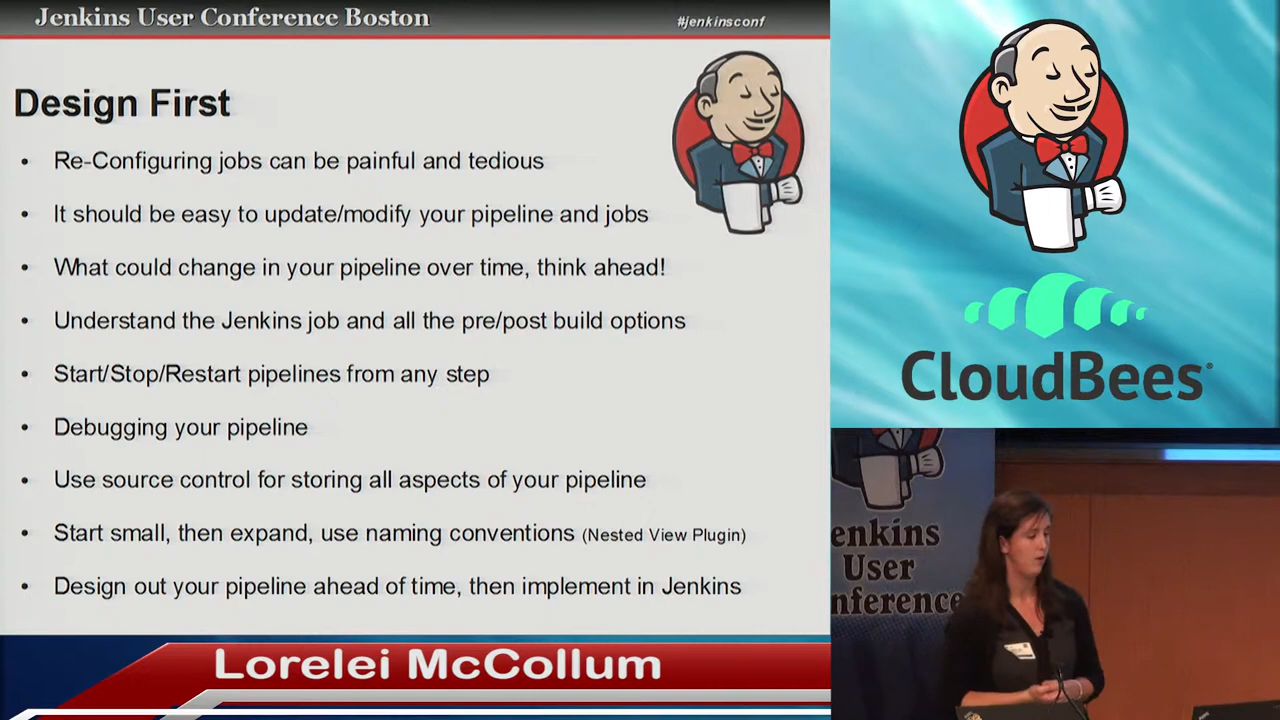 Jenkins User Conference Boston
#jenkinsconf
Design First
• Re-Configuring jobs can be painful and tedious
• It should be easy to update/modify your pipeline and jobs
• What could change in your pipeline over time, think ahead!
• Understand the Jenkins job and all the pre/post build options
• Start/Stop/Restart pipelines from any step
• Debugging your pipeline
• Use source control for storing all aspects of your pipeline
• Start small, then expand, use naming conventions (Nested View Plugin)
• Design out your pipeline ahead of time, then implement in Jenkins
Lorelei McCollum
CloudBees®
enkins
User
nference